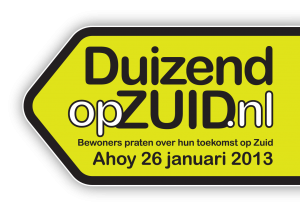 Duizend
opZUID.nl
Bewoners praten over hun toekomst op Zuid
Ahoy 26 januari 2013